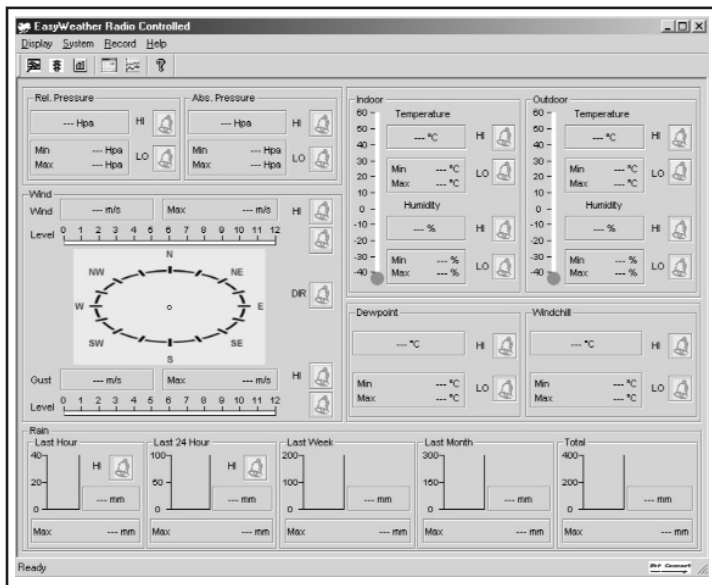 EasyWeather Radio Controlled
Display System Record Help
Rel. Pressure
--- Hpa
HI
Min --- Hpa
Max --- Hpa
LO
Abs. Pressure
--- Hpa
HI
Min --- Hpa
Max --- Hpa
LO
Wind
Wind --- m/s Max --- m/s HI
Level 0 1 2 3 4 5 6 7 8 9 10 11 12
N
NW NE
W E
SW SE
S
DIR
Gust --- m/s Max --- m/s HI
Level 0 1 2 3 4 5 6 7 8 9 10 11 12
Indoor
60
50
40
30
20
10
0
-10
-20
-30
-40
Temperature
--- °C HI
Min --- °C
Max --- °C
LO
Humidity
--- % HI
Min --- %
Max --- %
LO
Outdoor
60
50
40
30
20
10
0
-10
-20
-30
-40
Temperature
--- °C HI
Min --- °C
Max --- °C
LO
Humidity
--- % HI
Min --- %
Max --- %
LO
Dewpoint
--- °C HI
Min --- °C
Max --- °C
LO
Windchill
--- °C HI
Min --- °C
Max --- °C
LO
Rain
Last Hour
40
20
0
HI
--- mm
Max --- mm
Last 24 Hour
100
50
0
HI
--- mm
Max --- mm
Last Week
200
100
0
--- mm
Max --- mm
Last Month
300
150
0
--- mm
Max --- mm
Total
400
200
0
--- mm
Max --- mm
Ready
Not Connect